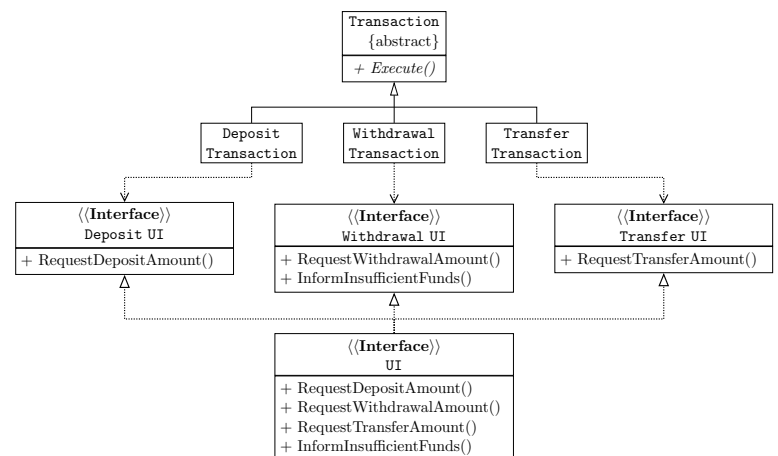 Transaction
{abstract}
+ Execute()
Deposit
Transaction
Withdrawal
Transaction
Transfer
Transaction
⟨⟨Interface⟩⟩
Deposit UI
+ RequestDepositAmount()
⟨⟨Interface⟩⟩
Withdrawal UI
+ RequestWithdrawalAmount()
+ InformInsufficientFunds()
⟨⟨Interface⟩⟩
Transfer UI
+ RequestTransferAmount()
⟨⟨Interface⟩⟩
UI
+ RequestDepositAmount()
+ RequestWithdrawalAmount()
+ RequestTransferAmount()
+ InformInsufficientFunds()